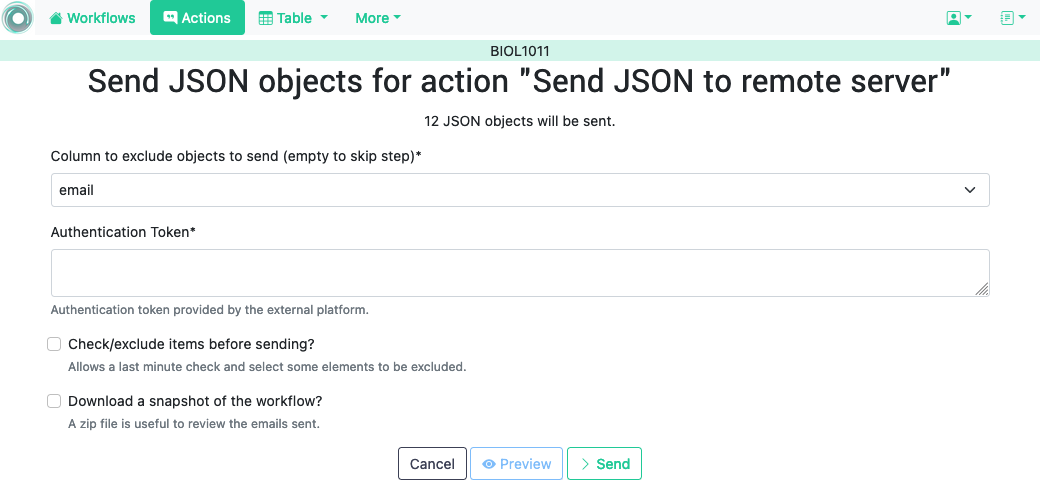 Workflows Actions Table More
BIOL1011
Send JSON objects for action "Send JSON to remote server"
12 JSON objects will be sent.
Column to exclude objects to send (empty to skip step)*
email
Authentication Token*
Authentication token provided by the external platform.
Check/exclude items before sending?
Allows a last minute check and select some elements to be excluded.
Download a snapshot of the workflow?
A zip file is useful to review the emails sent.
Cancel Preview Send